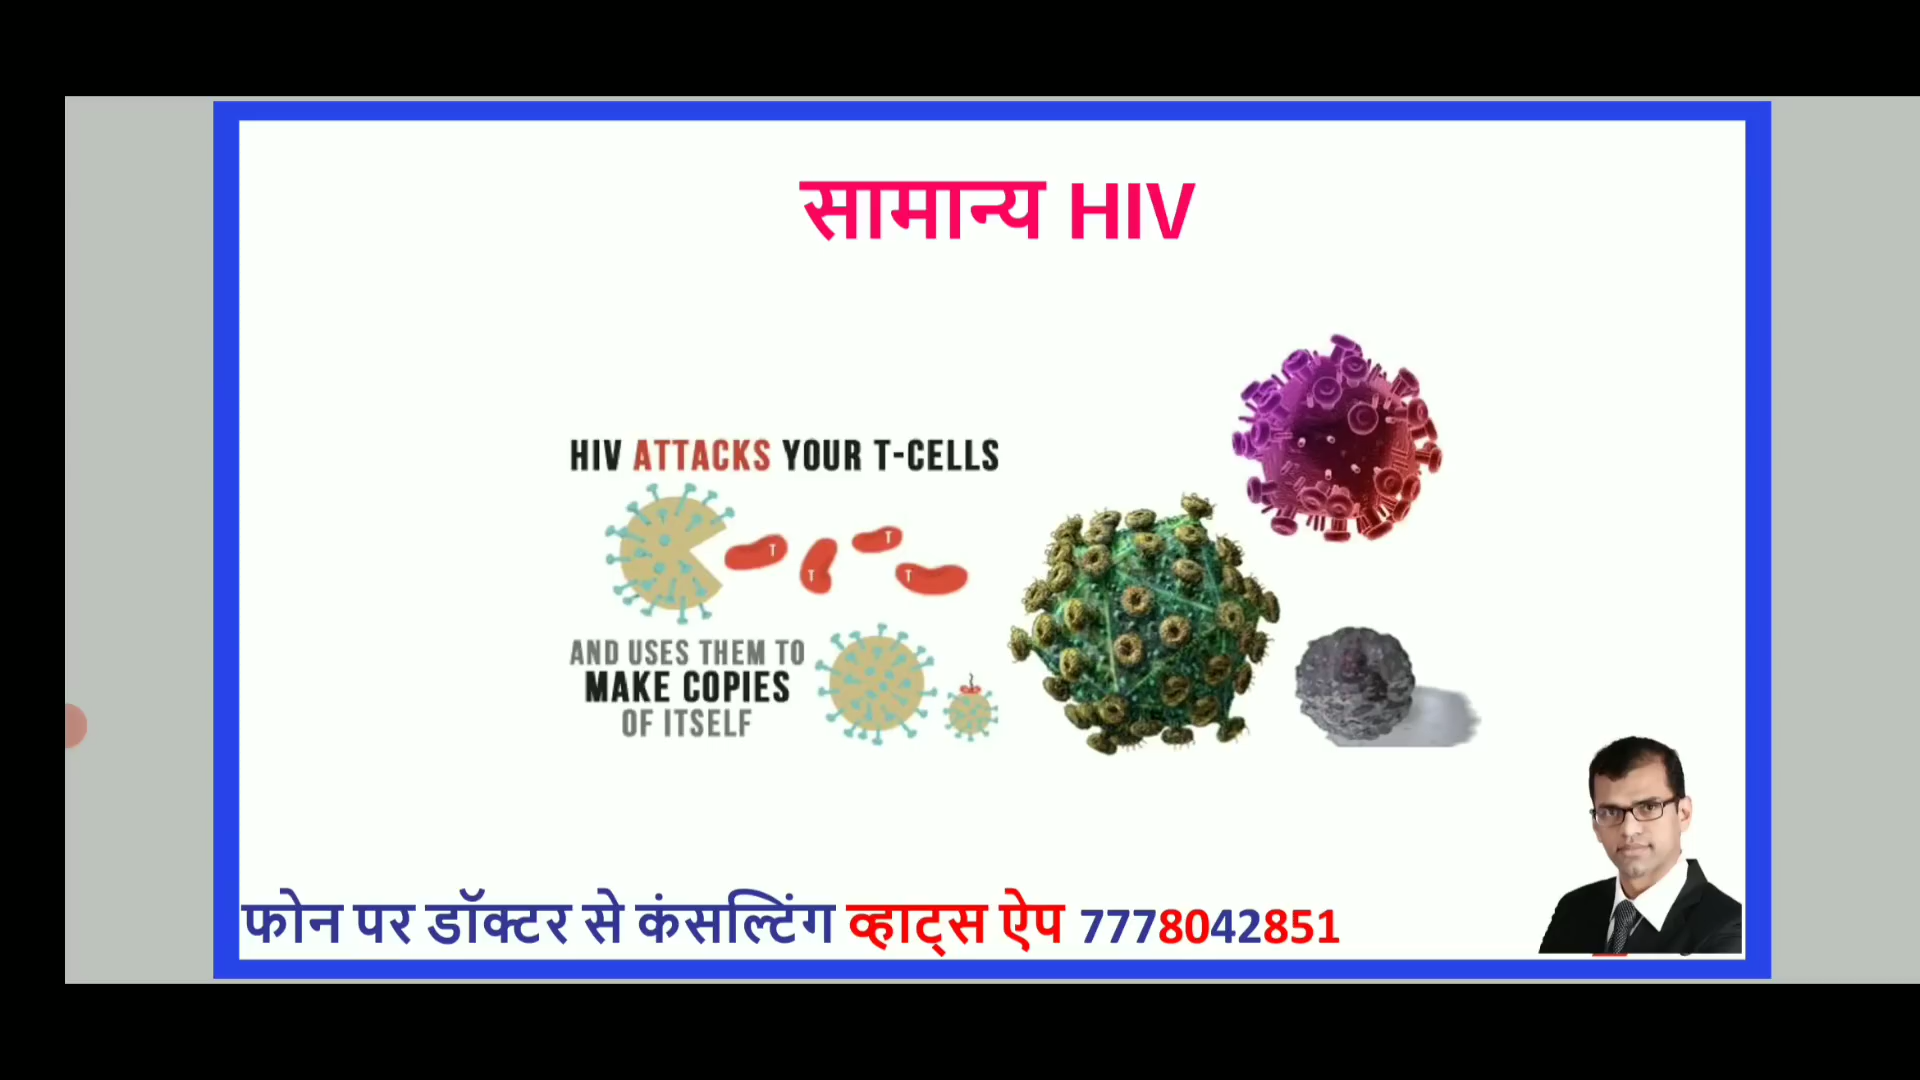 सामान्य HIV
HIV ATTACKS YOUR T-CELLS
T T T T
AND USES THEM TO
MAKE COPIES
OF ITSELF
फोन पर डॉक्टर से कंसल्टिंग व्हाट्स ऐप 7778042851